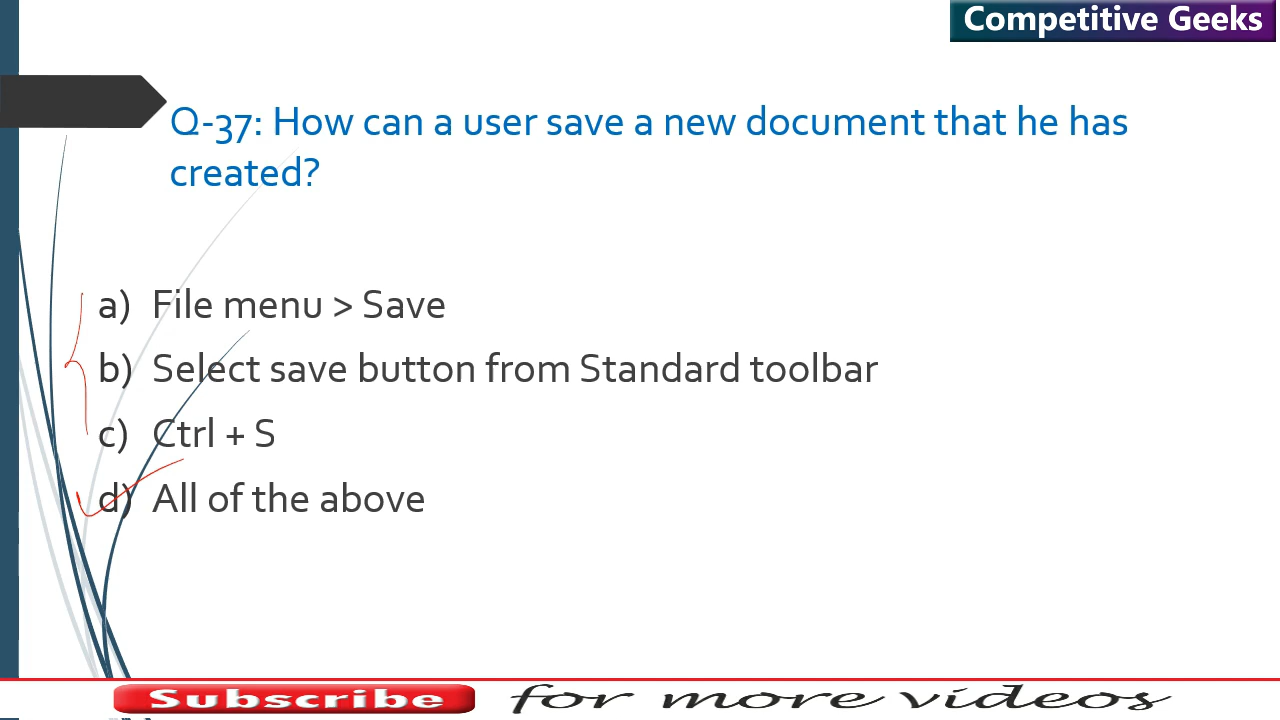 Competitive Geeks
Q-37: How can a user save a new document that he has
created?
a) File menu > Save
b) Select save button from Standard toolbar
c) Ctrl + S
d) All of the above
Subscribe for more videos